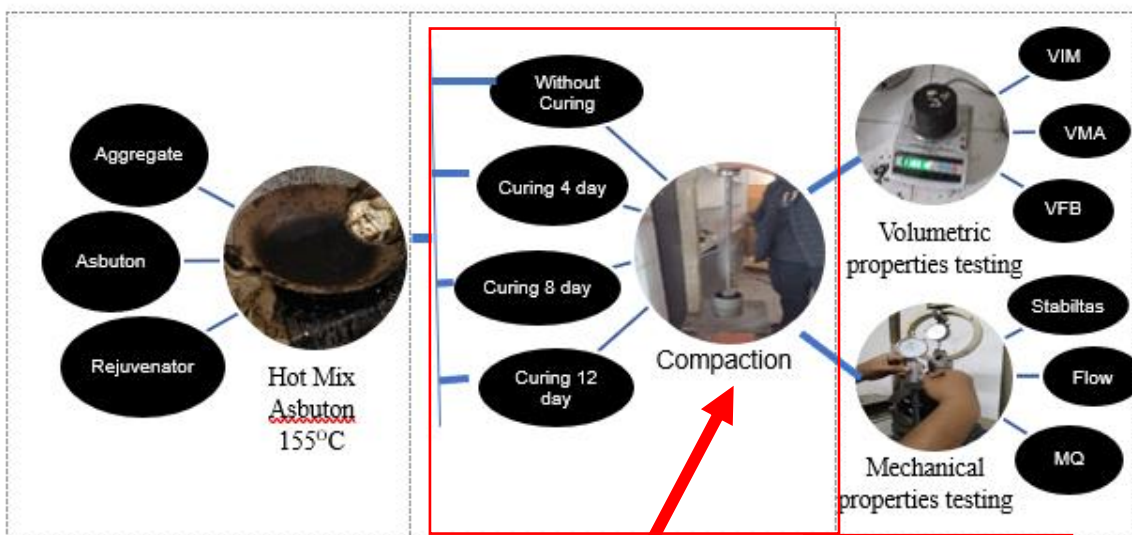 Aggregate
Asbuton
Rejuvenator
Hot Mix
Asbuton
155°C
Without
Curing
Curing 4 day
Curing 8 day
Curing 12
day
Compaction
Volumetric
properties testing
VIM
VMA
VFB
Mechanical
properties testing
Stabiltas
Flow
MQ